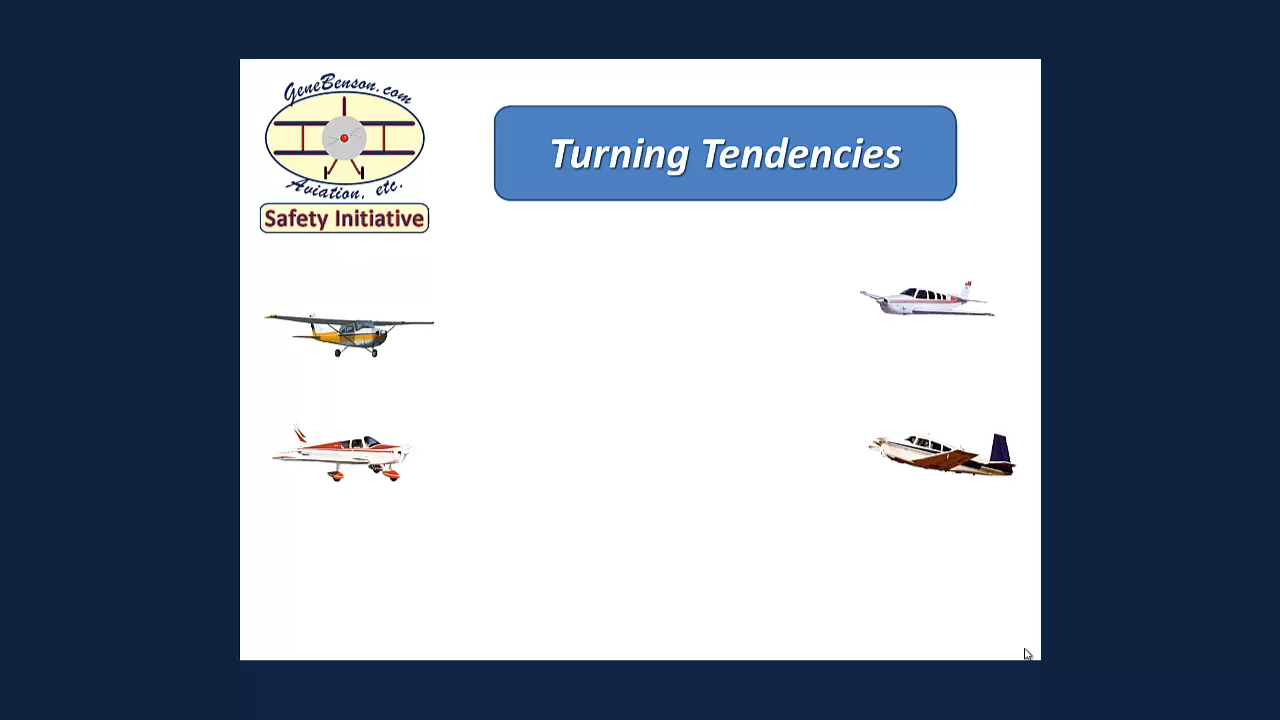 GeneBenson.com
Aviation, etc.
Safety Initiative
Turning Tendencies